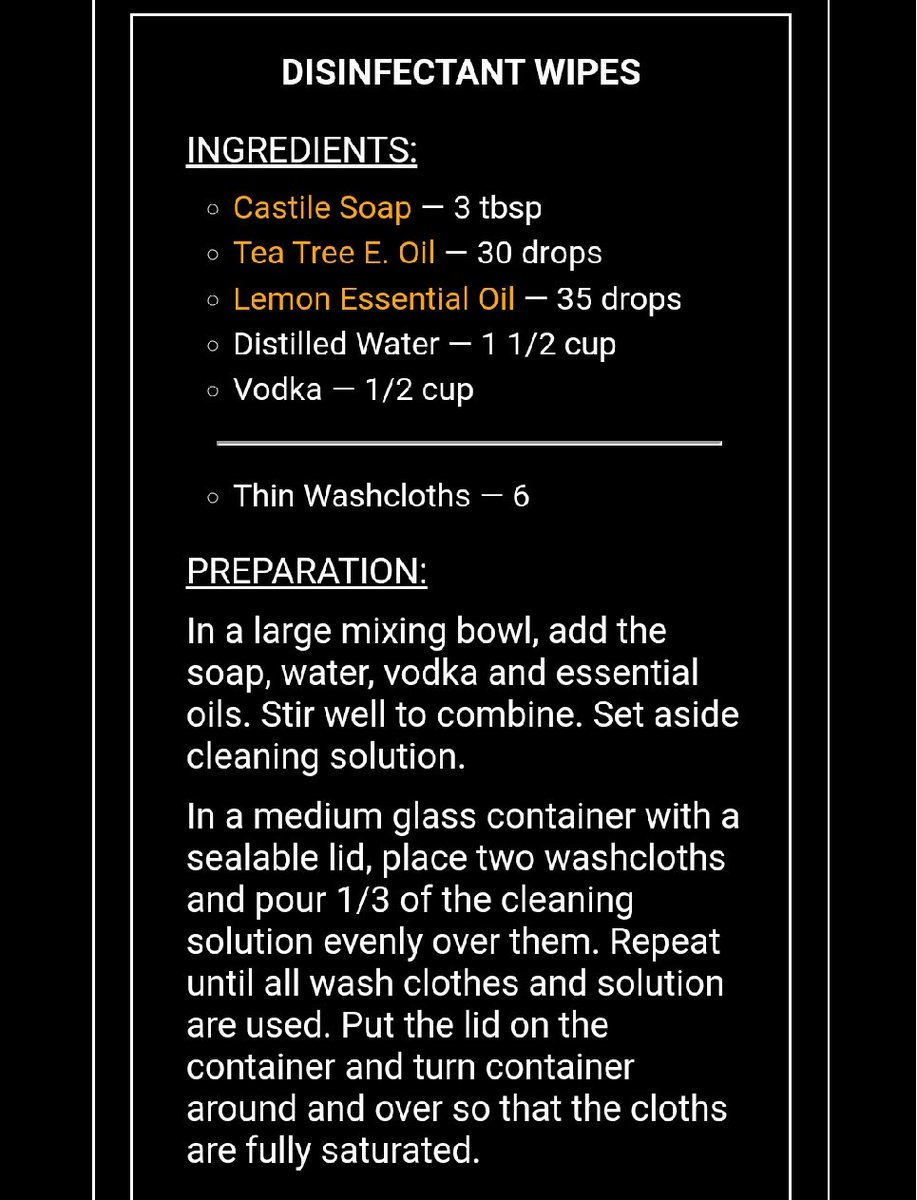 DISINFECTANT WIPES
INGREDIENTS:
Castile Soap — 3 tbsp
Tea Tree E. Oil — 30 drops
Lemon Essential Oil — 35 drops
Distilled Water — 1 1/2 cup
Vodka — 1/2 cup
Thin Washcloths — 6
PREPARATION:
In a large mixing bowl, add the
soap, water, vodka and essential
oils. Stir well to combine. Set aside
cleaning solution.
In a medium glass container with a
sealable lid, place two washcloths
and pour 1/3 of the cleaning
solution evenly over them. Repeat
until all wash clothes and solution
are used. Put the lid on the
container and turn container
around and over so that the cloths
are fully saturated.